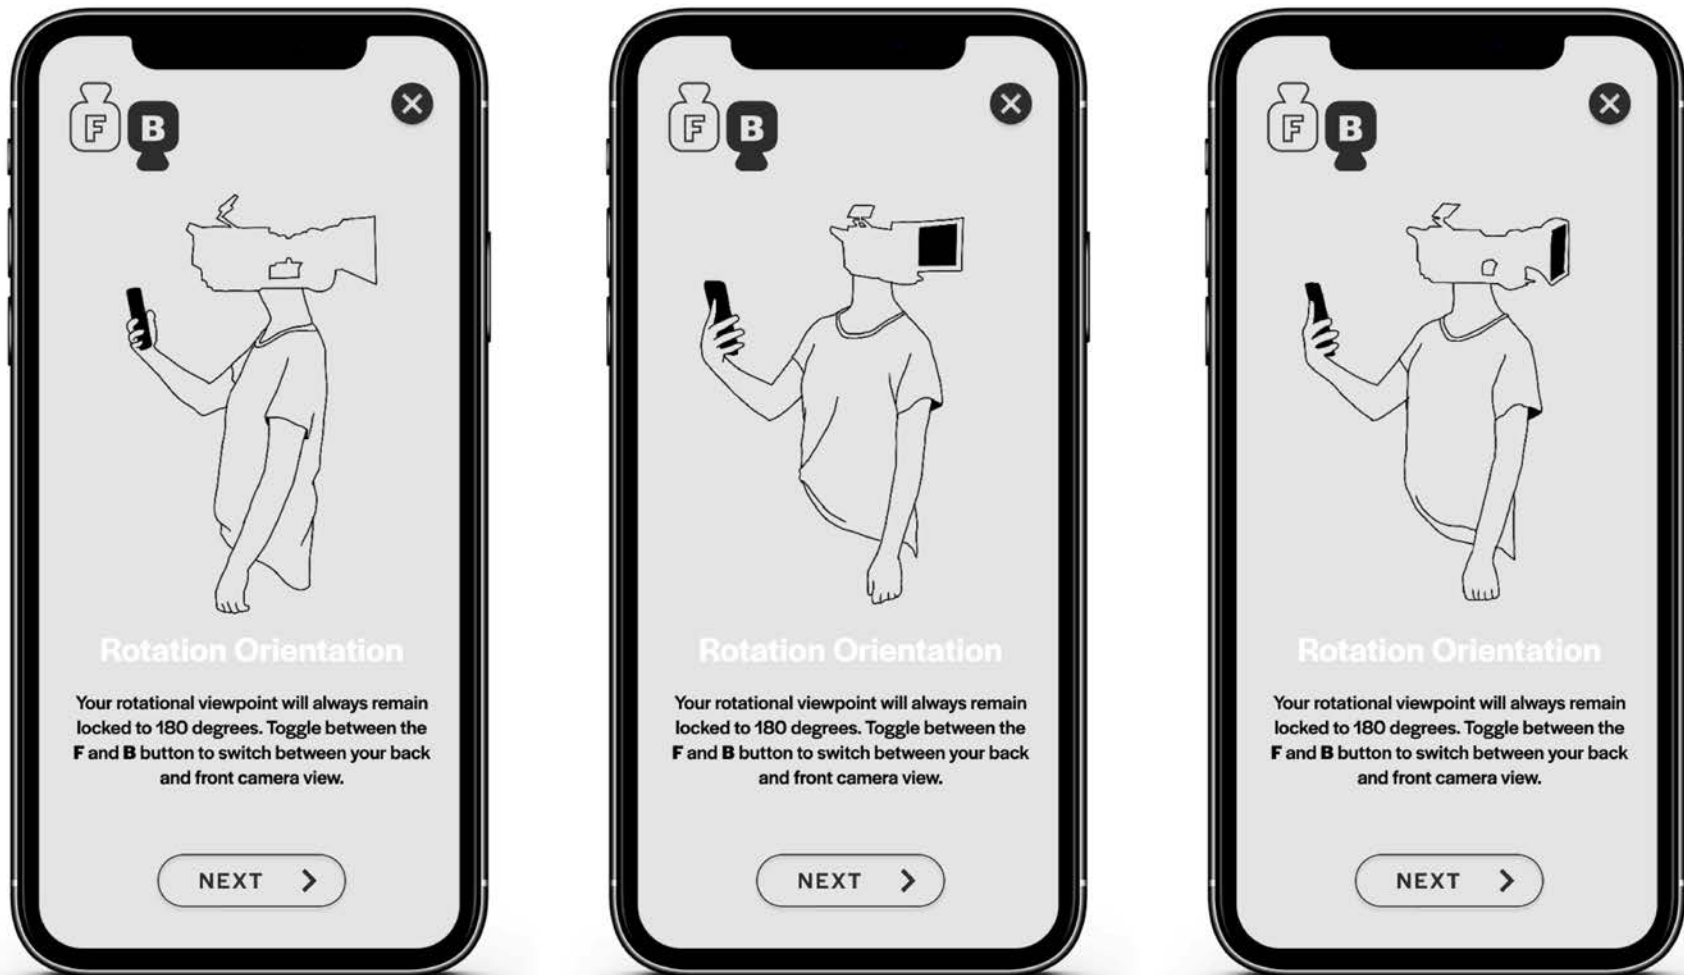 F B
Rotation Orientation
Your rotational viewpoint will always remain
locked to 180 degrees. Toggle between the
F and B button to switch between your back
and front camera view.
NEXT
F B
Rotation Orientation
Your rotational viewpoint will always remain
locked to 180 degrees. Toggle between the
F and B button to switch between your back
and front camera view.
NEXT
F B
Rotation Orientation
Your rotational viewpoint will always remain
locked to 180 degrees. Toggle between the
F and B button to switch between your back
and front camera view.
NEXT